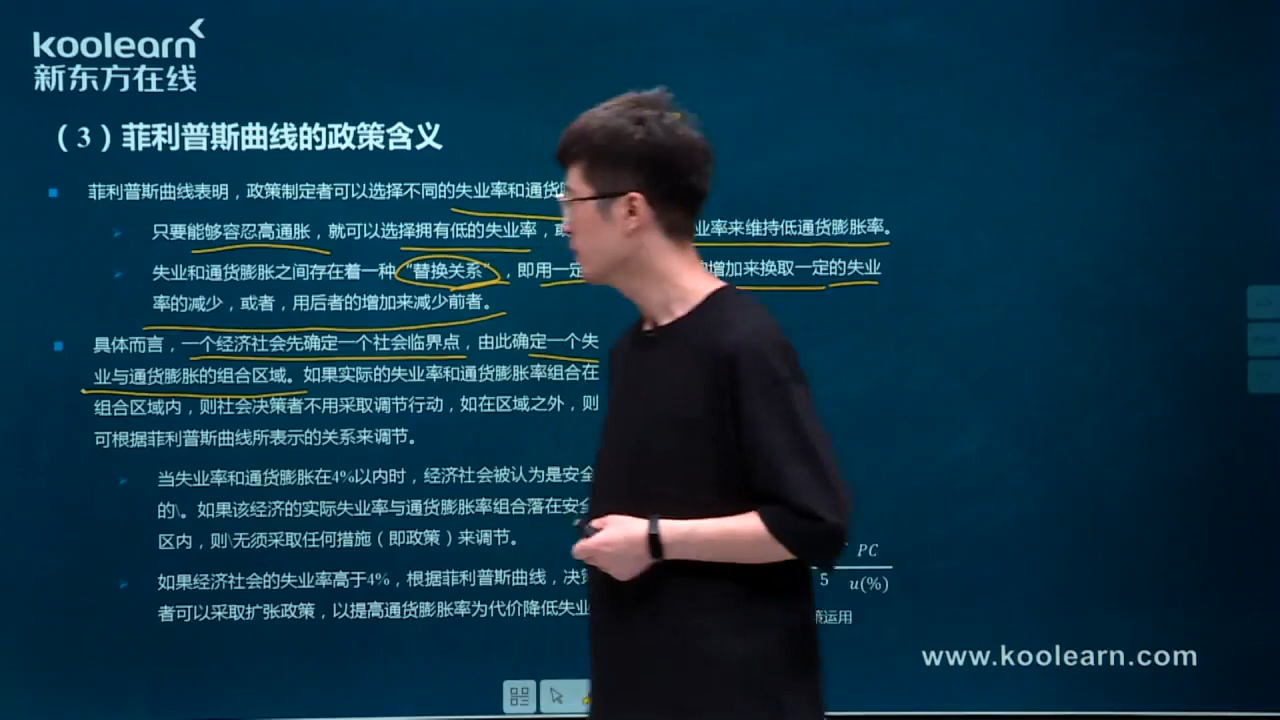 koolearn
新东方在线
（3）菲利普斯曲线的政策含义
菲利普斯曲线表明，政策制定者可以选择不同的失业率和通货
只要能够容忍高通胀，就可以选择拥有低的失业率，或 业率来维持低通货膨胀率。
失业和通货膨胀之间存在着一种“替换关系”，即用一定 增加来换取一定的失业
率的减少，或者，用后者的增加来减少前者。
具体而言，一个经济社会先确定一个社会临界点，由此确定一个失
业与通货膨胀的组合区域。如果实际的失业率和通货膨胀率组合在
组合区域内，则社会决策者不用采取调节行动，如在区域之外，则
可根据菲利普斯曲线所表示的关系来调节。
当失业率和通货膨胀在4%以内时，经济社会被认为是安全
的\。如果该经济的实际失业率与通货膨胀率组合落在安全
区内，则\无须采取任何措施（即政策）来调节。
如果经济社会的失业率高于4%，根据菲利普斯曲线，决策
者可以采取扩张政策，以提高通货膨胀率为代价降低失业
PC
5 u(%)
策运用
www.koolearn.com